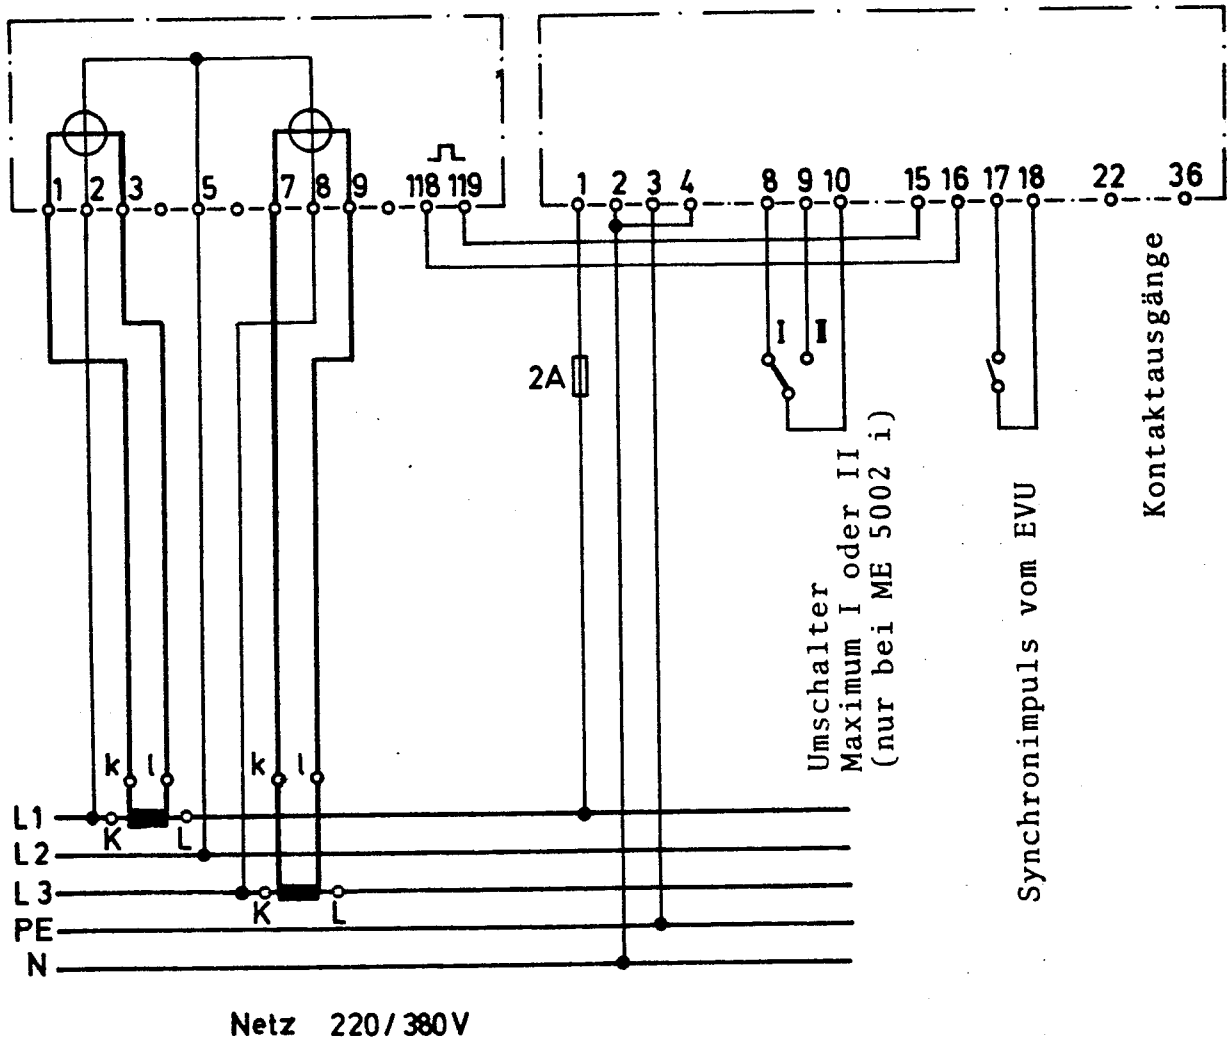 1 2 3 5 7 8 9 118 119
1 2 3 4 8 9 10 15 16 17 18 22 36
I II
2A
Umschalter
Maximum I oder II
(nur bei ME 5002 i)
Synchronimpuls vom EVU
Kontaktausgänge
k l k l
L1
K L
L2
L3
K L
PE
N
Netz 220/380V